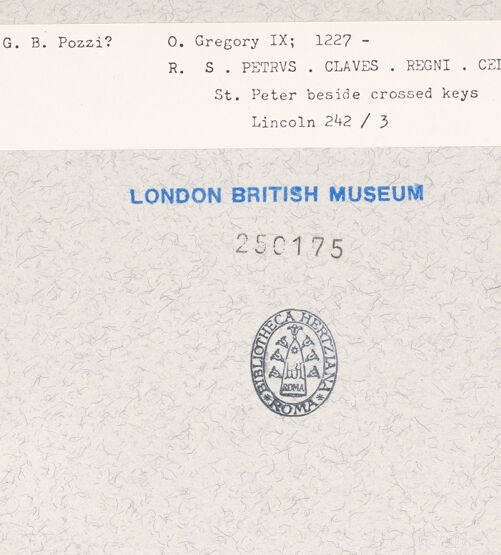 G. B. Pozzi? O. Gregory IX; 1227 -
R. S . PETRVS . CLAVES . REGNI .
St. Peter beside crossed keys
Lincoln 242 / 3
LONDON BRITISH MUSEUM
250175
BIBLIOTHECA HERTZIANA
ROMA
* ROMA *